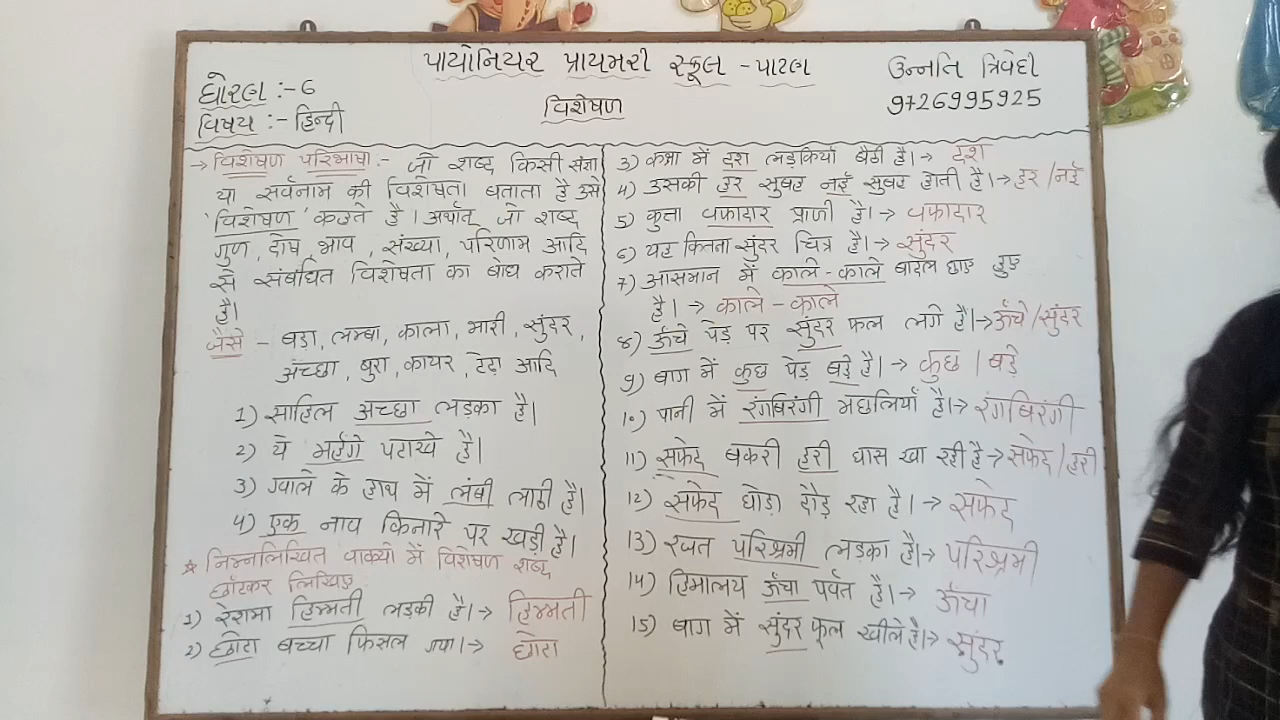 પાયોનિયર પ્રાયમરી સ્કૂલ - પાટણ
ઉન્નતિ ત્રિવેદી
ધોરણ :- ૬
9726995925
વિષય :- हिन्दी
विशेषण
→ विशेषण परिभाषा :- जो शब्द किसी संज्ञा
या सर्वनाम की विशेषता बताता है उसे
'विशेषण' कहते है। अर्थात् जो शब्द
गुण, दोष, भाव, संख्या, परिणाम आदि
से संबंधित विशेषता का बोध कराते
है।
जैसे - बड़ा, लम्बा, काला, भारी, सुंदर,
अच्छा, बुरा, कायर, टेढ़ा आदि
1) साहिल अच्छा लड़का है।
2) ये महँगे पटाखे है।
3) ग्वाले के हाथ में लंबी लाठी है।
4) एक नाव किनारे पर खड़ी है।
* निम्नलिखित वाक्यों में विशेषण शब्द
छाँटकर लिखिए
1) रेशमा हिम्मती लड़की है।→ हिम्मती
2) छोटा बच्चा फिसल गया।→ छोटा
3) कक्षा में दश लड़कियाँ बैठी है।→ दश
4) उसकी हर सुबह नई सुबह होती है।→ हर / नई
5) कुत्ता वफादार प्राणी है।→ वफादार
6) यह कितना सुंदर चित्र है।→ सुंदर
7) आसमान में काले-काले बादल छाए हुए
है। → काले - काले
8) ऊँचे पेड़ पर सुंदर फल लगे है।→ ऊँचे / सुंदर
9) बाग में कुछ पेड़ बड़े है। → कुछ | बड़े
10) पानी में रंगबिरंगी मछलियाँ है।→ रंगबिरंगी
11) सफेद बकरी हरी घास खा रही है → सफेद / हरी
12) सफेद घोड़ा दौड़ रहा है। → सफेद
13) रजत परिश्रमी लड़का है।→ परिश्रमी
14) हिमालय ऊँचा पर्वत है। → ऊँचा
15) बाग में सुंदर फूल खीले है।→ सुंदर